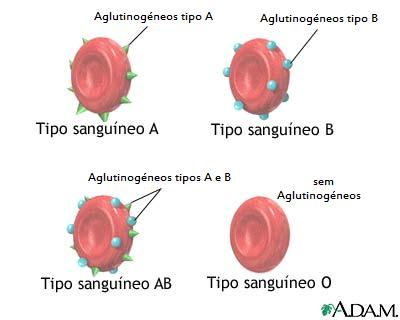 Aglutinogéneos tipo A
Tipo sanguíneo A
Aglutinogéneos tipo B
Tipo sanguíneo B
Aglutinogéneos tipos A e B
Tipo sanguíneo AB
sem
Aglutinogéneos
Tipo sanguíneo O
A.D.A.M.